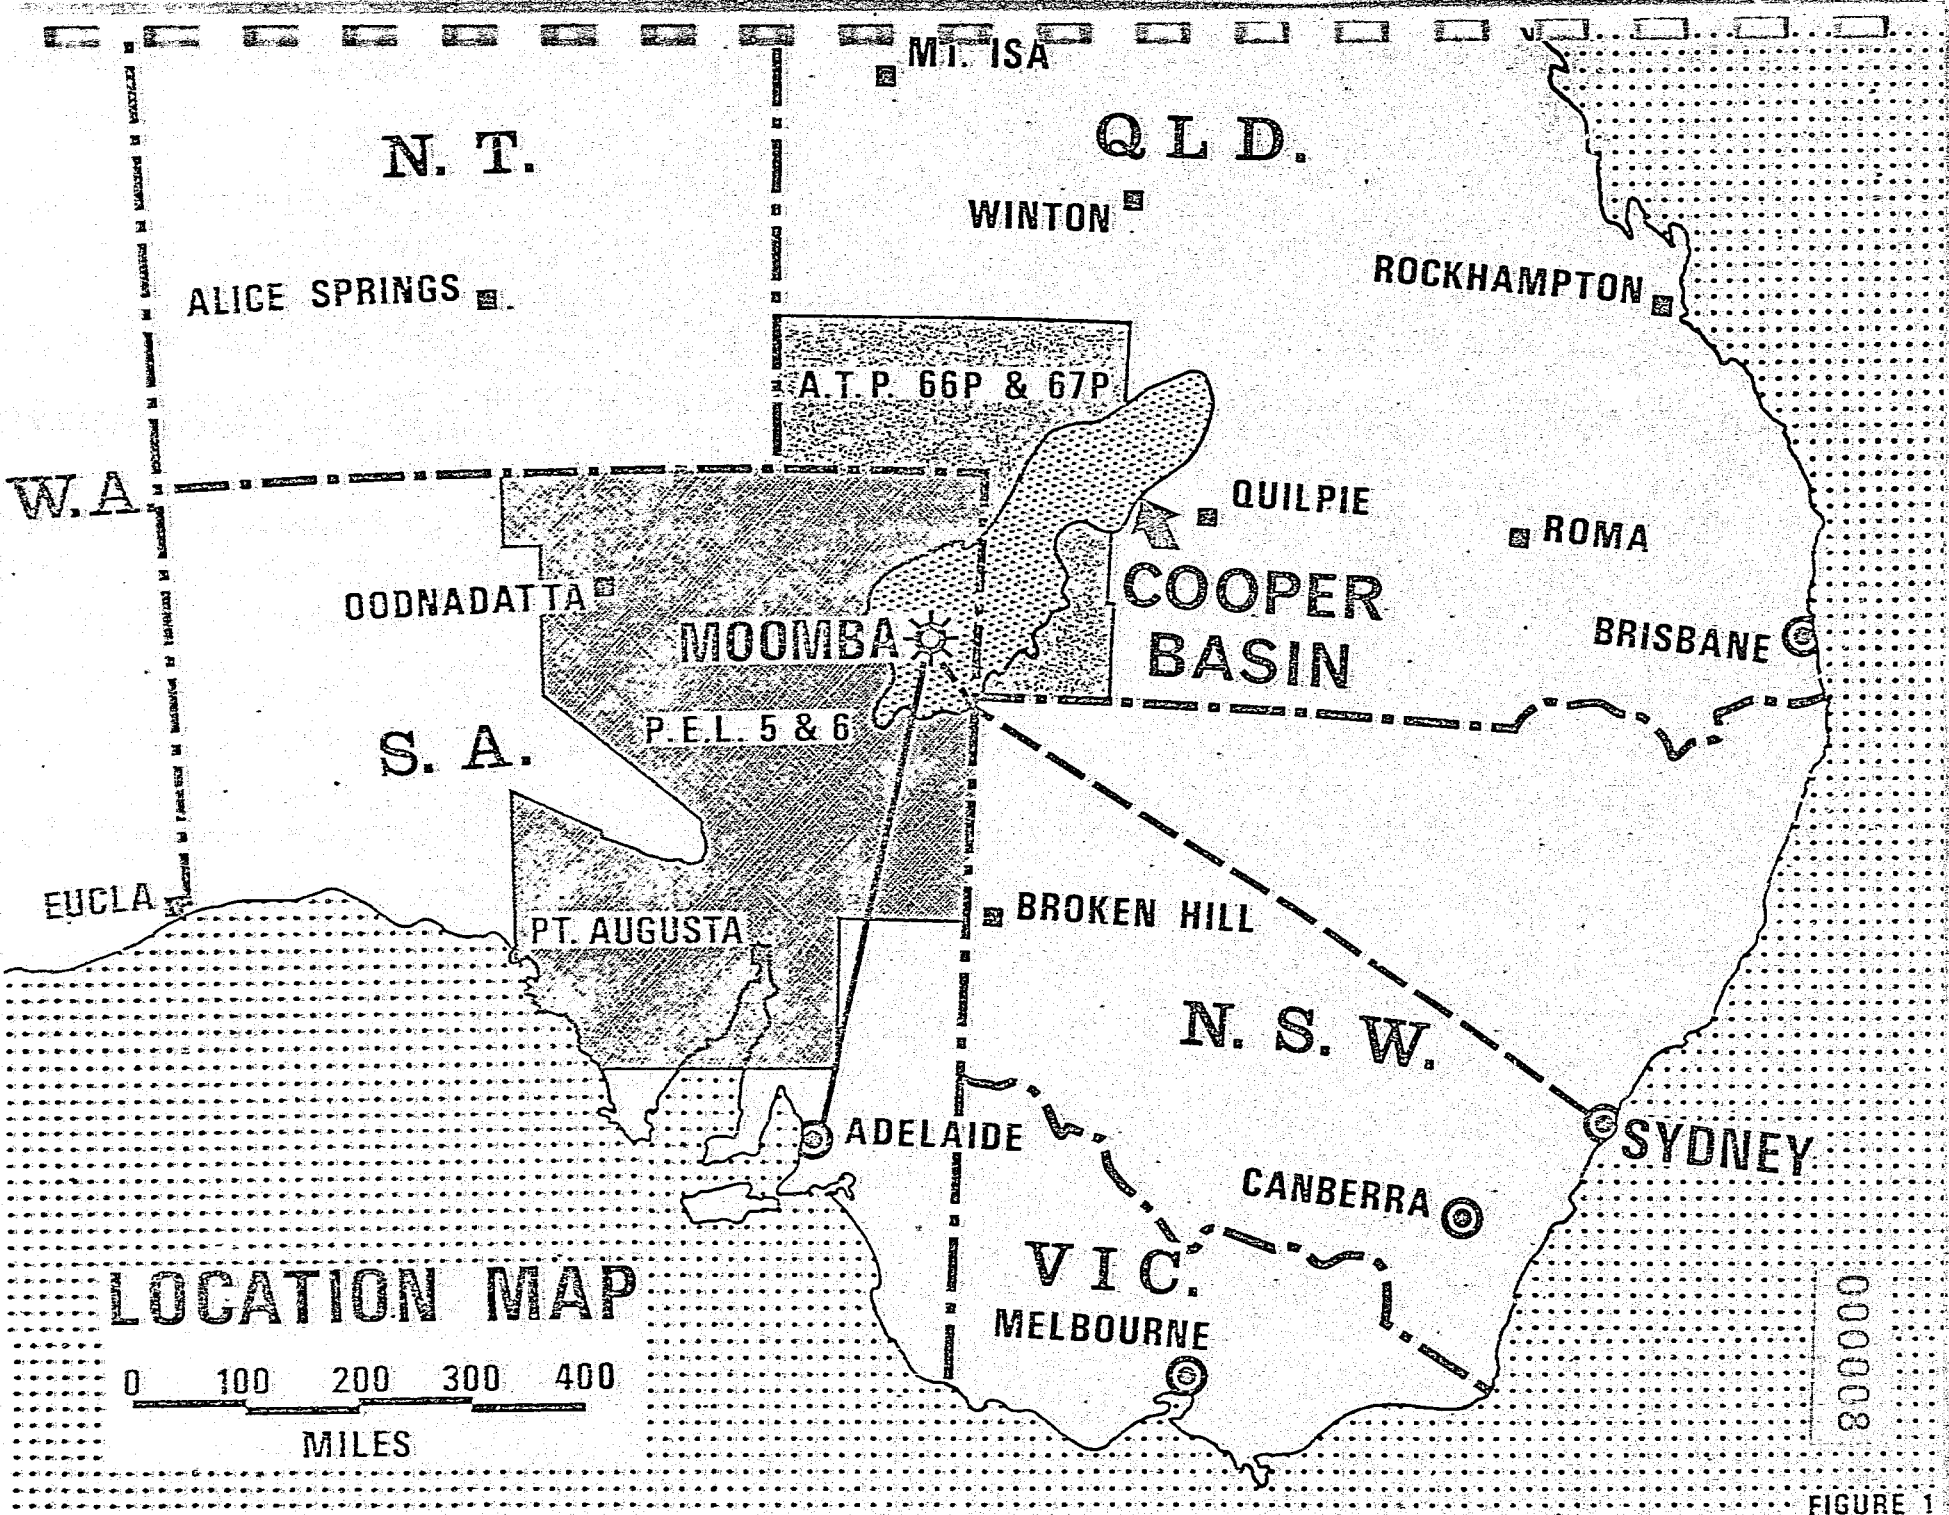 MT. ISA
N. T.
QLD.
WINTON
ALICE SPRINGS
ROCKHAMPTON
A.T.P. 66P & 67P
W.A
QUILPIE
ROMA
OODNADATTA
COOPER
BASIN
MOOMBA
BRISBANE
P.E.L. 5 & 6
S. A.
EUCLA
BROKEN HILL
PT. AUGUSTA
N. S. W.
ADELAIDE
SYDNEY
CANBERRA
VIC.
MELBOURNE
LOCATION MAP
0 100 200 300 400
MILES
000008
FIGURE 1